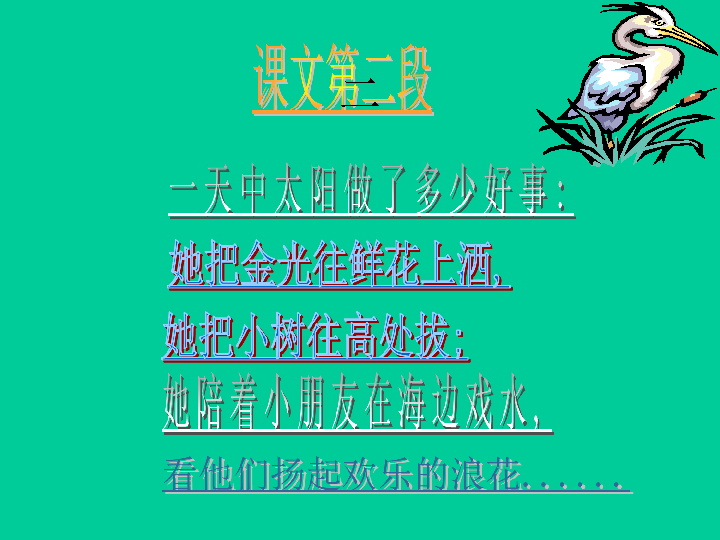 课文第二段
一天中太阳做了多少好事:
她把金光往鲜花上洒,
她把小树往高处拔;
她陪着小朋友在海边戏水,
看他们扬起欢乐的浪花......